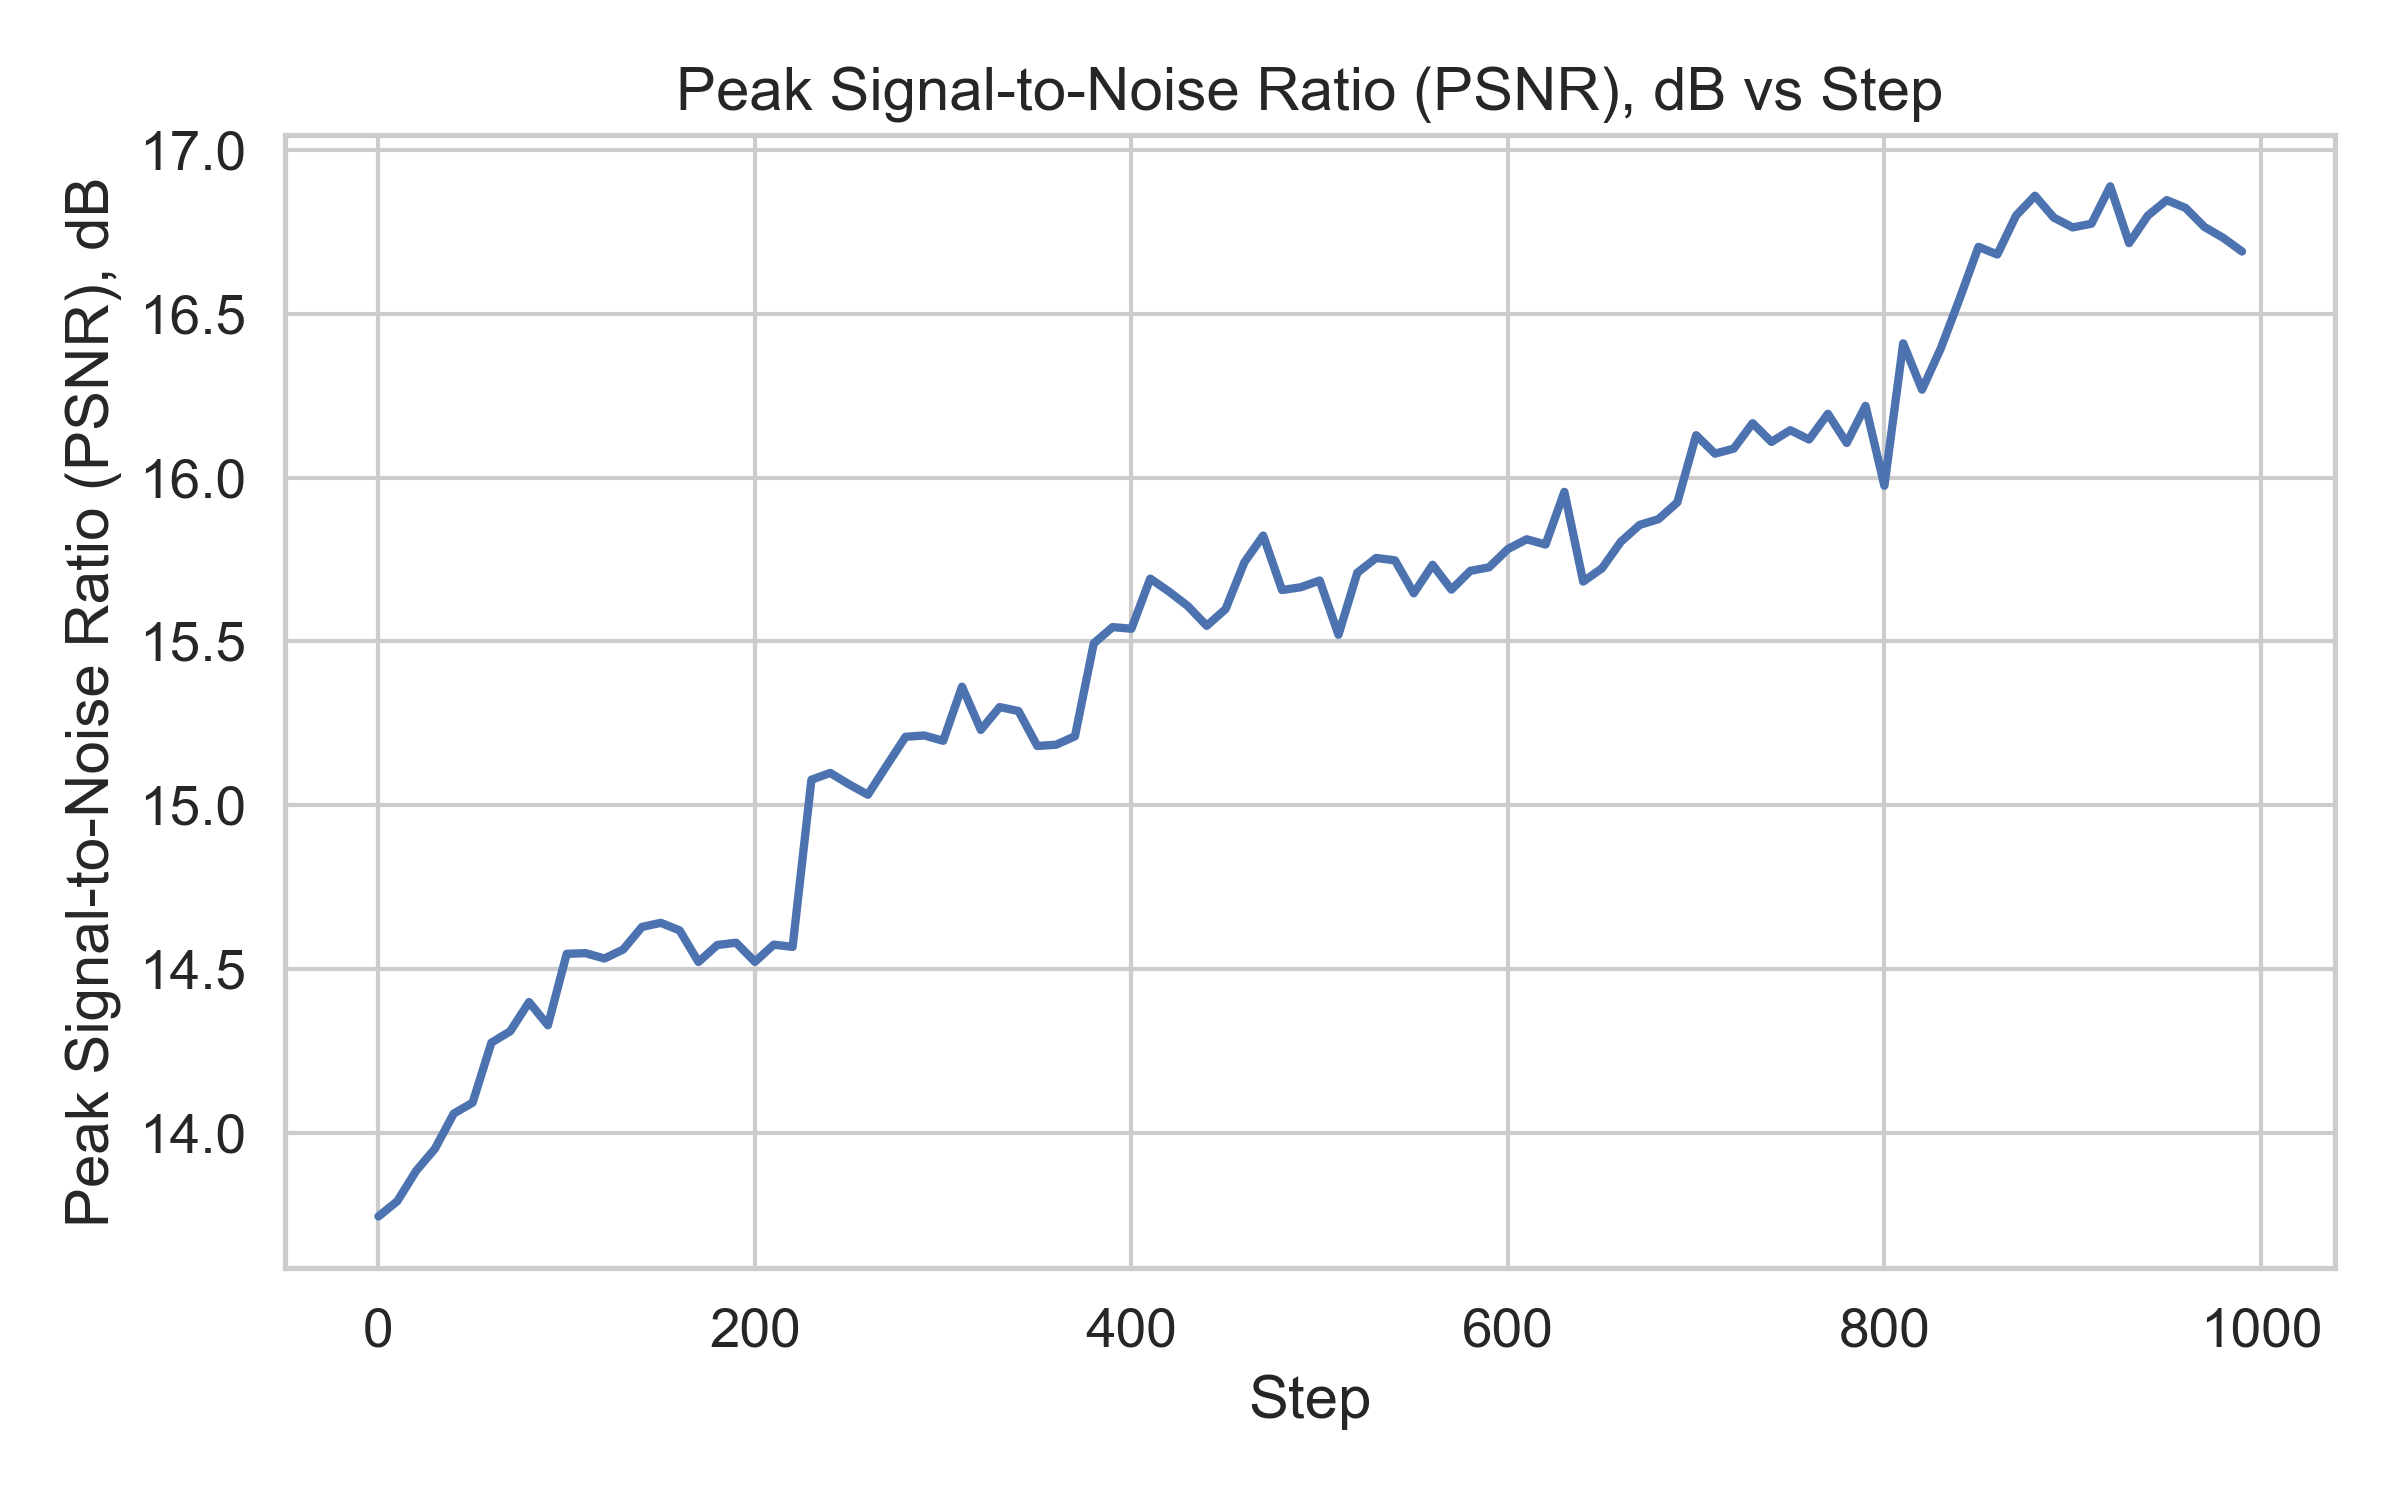 Peak Signal-to-Noise Ratio (PSNR), dB vs Step
Peak Signal-to-Noise Ratio (PSNR), dB
17.0
16.5
16.0
15.5
15.0
14.5
14.0
0 200 400 600 800 1000
Step